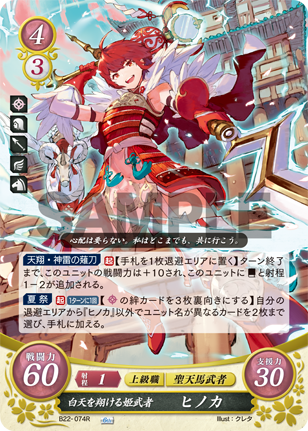 4
3
SAMPLE
心配は要らない。私はどこまでも、共に行こう。
天翔・神雷の薙刀 起【手札を1枚退避エリアに置く】ターン終了
まで、このユニットの戦闘力は+10され、このユニットに と射程
1-2が追加される。
夏祭 起 1ターンに1回【 の絆カードを3枚裏向きにする】自分の
退避エリアから『ヒノカ』以外でユニット名が異なるカードを2枚まで
選び、手札に加える。
戦闘力
60
射程 1
上級職
聖天馬武者
支援力
30
白天を翔ける姫武者 ヒノカ
B22-074R
Illust:クレタ